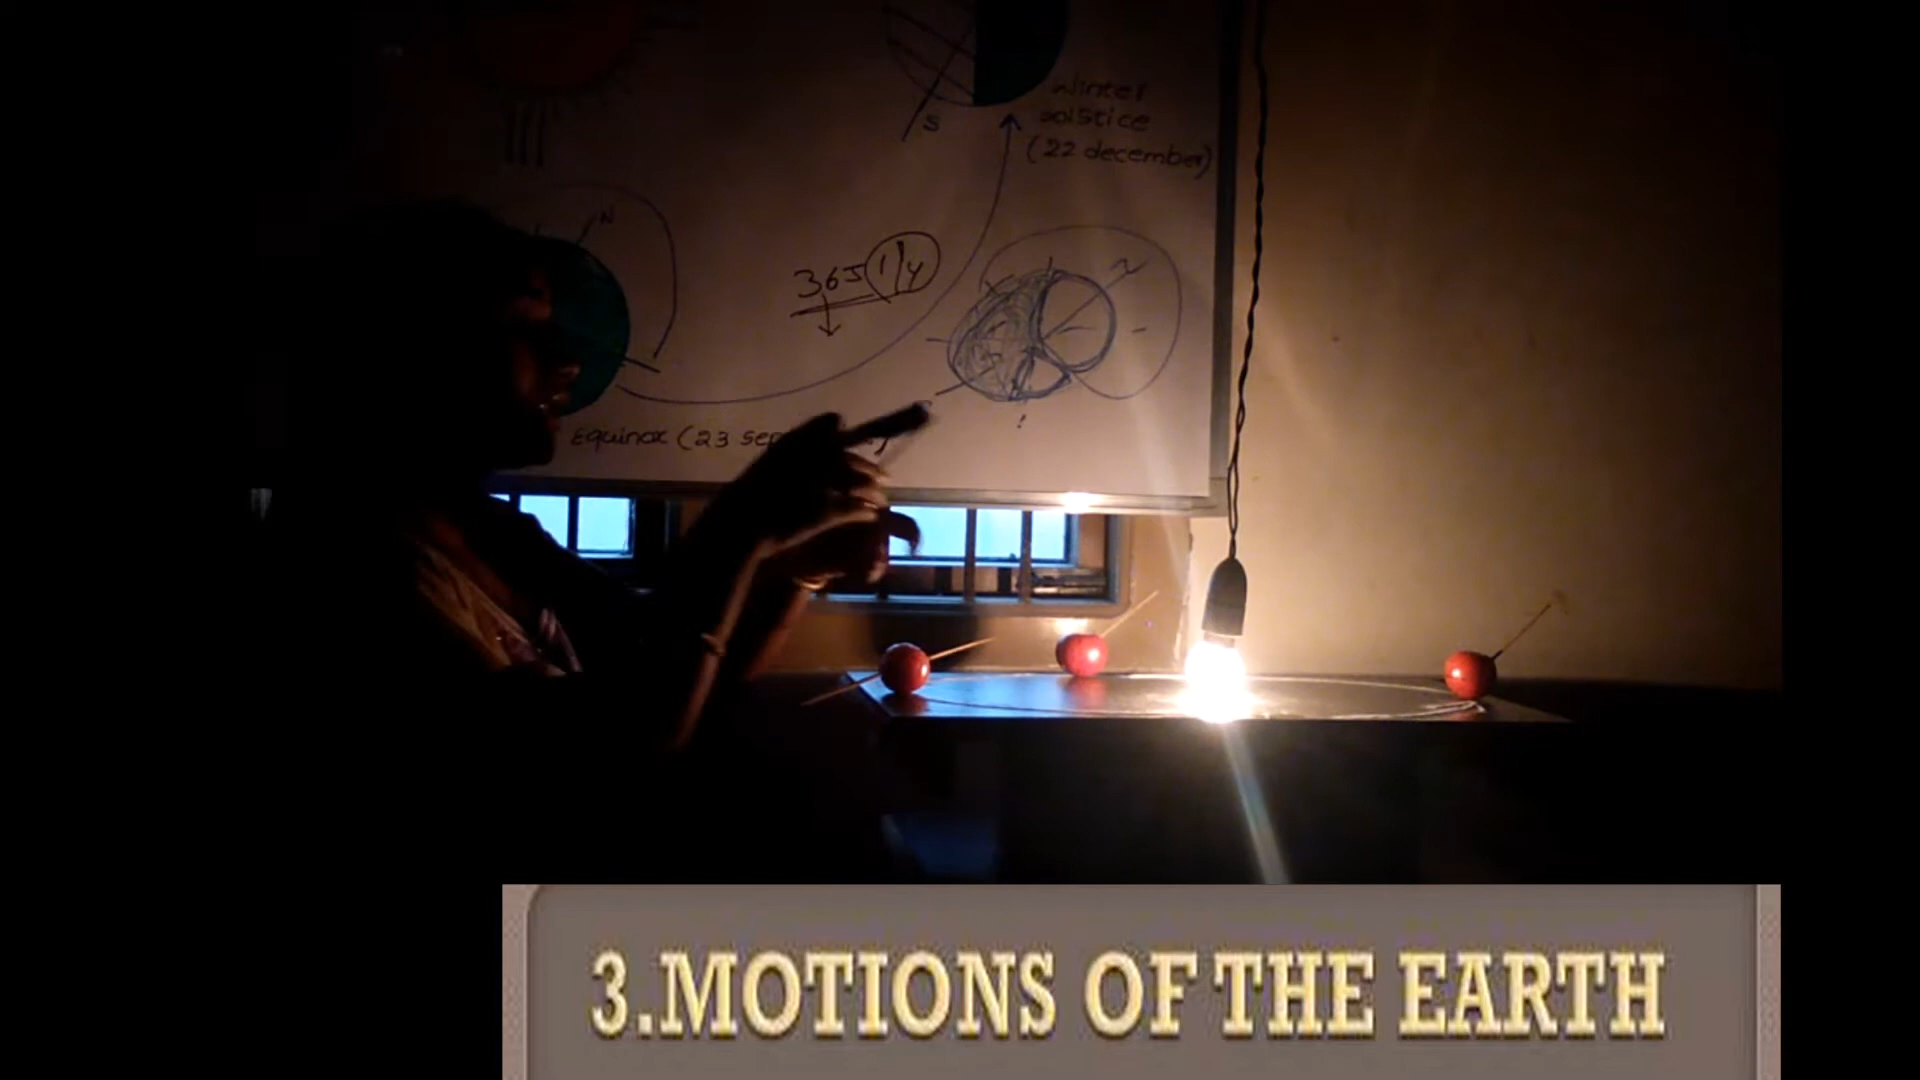 Winter
solstice
(22 december)
S
N
365 1/4
N
Equinox (23 sep
3.MOTIONS OF THE EARTH